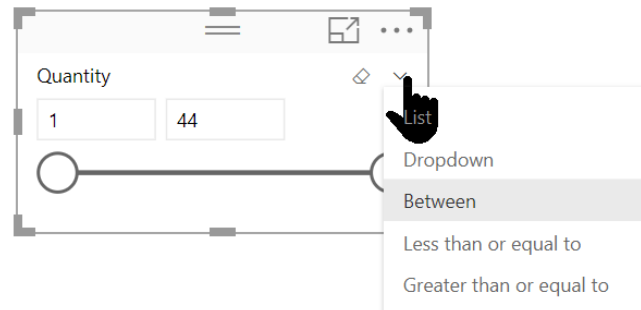 Quantity
1 44
List
Dropdown
Between
Less than or equal to
Greater than or equal to